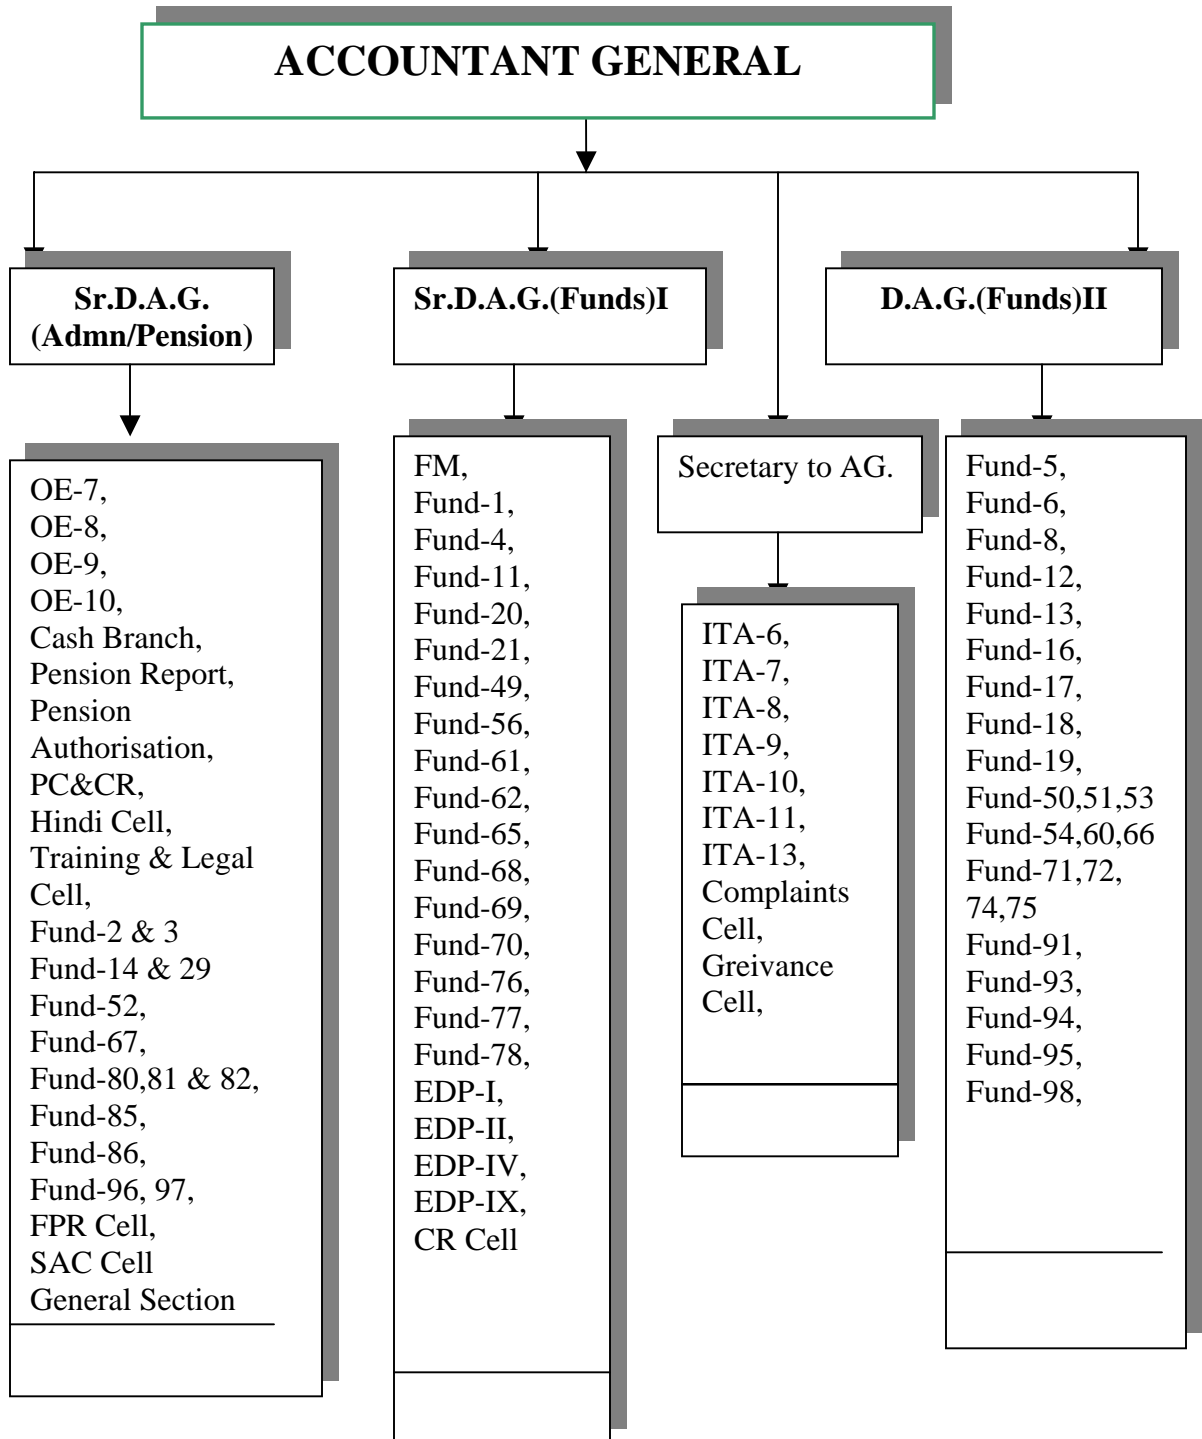 ACCOUNTANT GENERAL
Sr.D.A.G.
(Admn/Pension)
OE-7,
OE-8,
OE-9,
OE-10,
Cash Branch,
Pension Report,
Pension
Authorisation,
PC&CR,
Hindi Cell,
Training & Legal
Cell,
Fund-2 & 3
Fund-14 & 29
Fund-52,
Fund-67,
Fund-80,81 & 82,
Fund-85,
Fund-86,
Fund-96, 97,
FPR Cell,
SAC Cell
General Section
Sr.D.A.G.(Funds)I
FM,
Fund-1,
Fund-4,
Fund-11,
Fund-20,
Fund-21,
Fund-49,
Fund-56,
Fund-61,
Fund-62,
Fund-65,
Fund-68,
Fund-69,
Fund-70,
Fund-76,
Fund-77,
Fund-78,
EDP-I,
EDP-II,
EDP-IV,
EDP-IX,
CR Cell
Secretary to AG.
ITA-6,
ITA-7,
ITA-8,
ITA-9,
ITA-10,
ITA-11,
ITA-13,
Complaints
Cell,
Greivance
Cell,
D.A.G.(Funds)II
Fund-5,
Fund-6,
Fund-8,
Fund-12,
Fund-13,
Fund-16,
Fund-17,
Fund-18,
Fund-19,
Fund-50,51,53
Fund-54,60,66
Fund-71,72,
74,75
Fund-91,
Fund-93,
Fund-94,
Fund-95,
Fund-98,